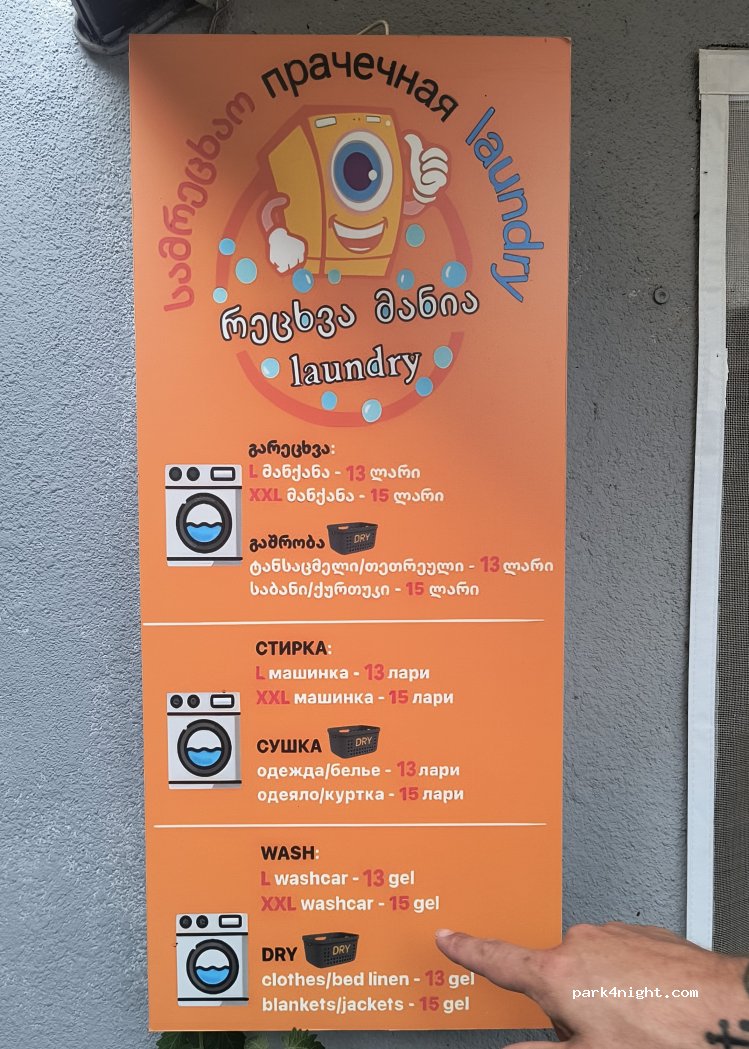 სამრეცხაო
прачечная
laundry
რეცხვა მანია
laundry
გარეცხვა:
L მანქანა - 13 ლარი
XXL მანქანა - 15 ლარი
გაშრობა DRY
ტანსაცმელი/თეთრეული - 13 ლარი
საბანი/ქურთუკი - 15 ლარი
СТИРКА:
L машинка - 13 лари
XXL машинка - 15 лари
СУШКА DRY
одежда/белье - 13 лари
одеяло/куртка - 15 лари
WASH:
L washcar - 13 gel
XXL washcar - 15 gel
DRY DRY
clothes/bed linen - 13 gel
blankets/jackets - 15 gel
park4night.com